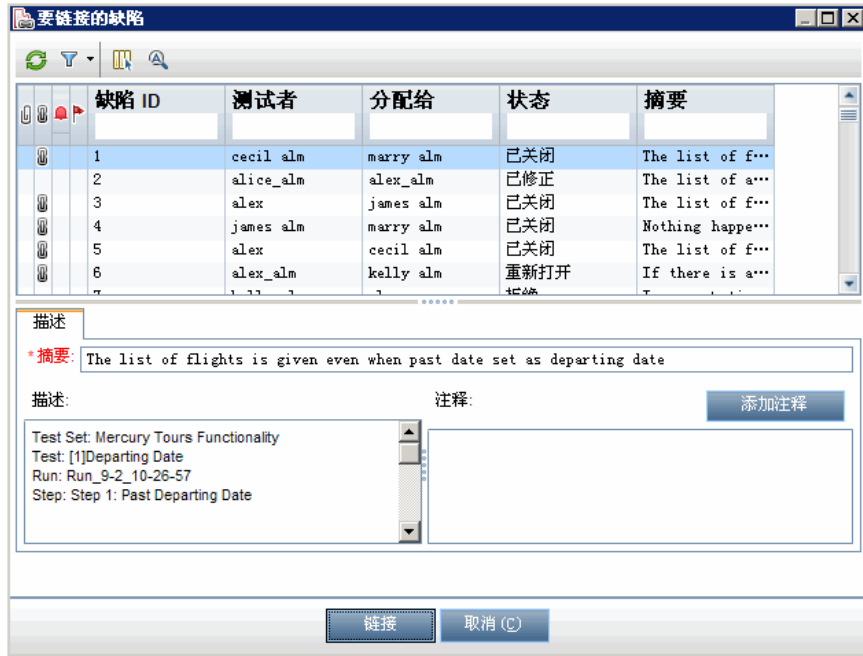 要链接的缺陷
缺陷 ID 测试者 分配给 状态 摘要
1 cecil alm marry alm 已关闭 The list of f...
2 alice_alm alex_alm 已修正 The list of a...
3 alex james alm 已关闭 The list of f...
4 james alm marry alm 已关闭 Nothing happe...
5 alex cecil alm 已关闭 The list of f...
6 alex_alm kelly alm 重新打开 If there is a...
描述
*摘要: The list of flights is given even when past date set as departing date
描述: 注释: 添加注释
Test Set: Mercury Tours Functionality
Test: [1]Departing Date
Run: Run_9-2_10-26-57
Step: Step 1: Past Departing Date
链接 取消(C)